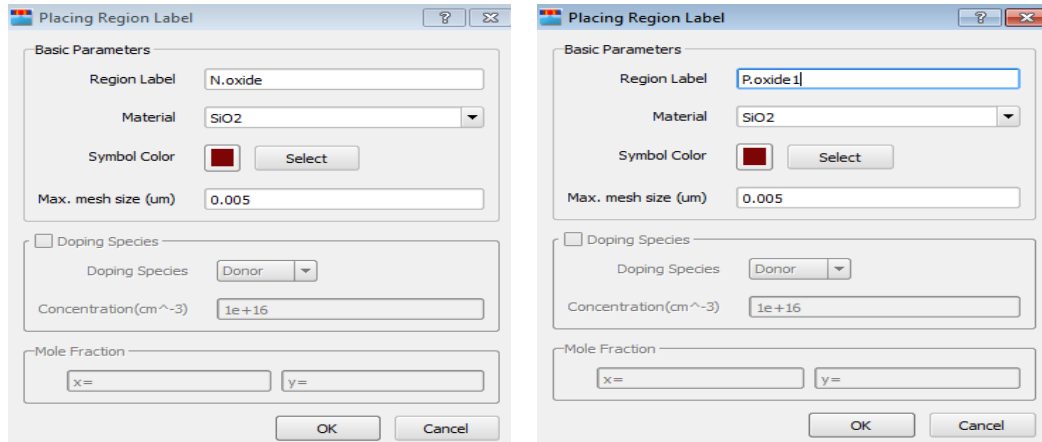 Placing Region Label
Basic Parameters
Region Label N.oxide
Material SiO2
Symbol Color Select
Max. mesh size (um) 0.005
Doping Species
Doping Species Donor
Concentration(cm^-3) 1e+16
Mole Fraction
x= y=
OK Cancel
Placing Region Label
Basic Parameters
Region Label P.oxide1
Material SiO2
Symbol Color Select
Max. mesh size (um) 0.005
Doping Species
Doping Species Donor
Concentration(cm^-3) 1e+16
Mole Fraction
x= y=
OK Cancel